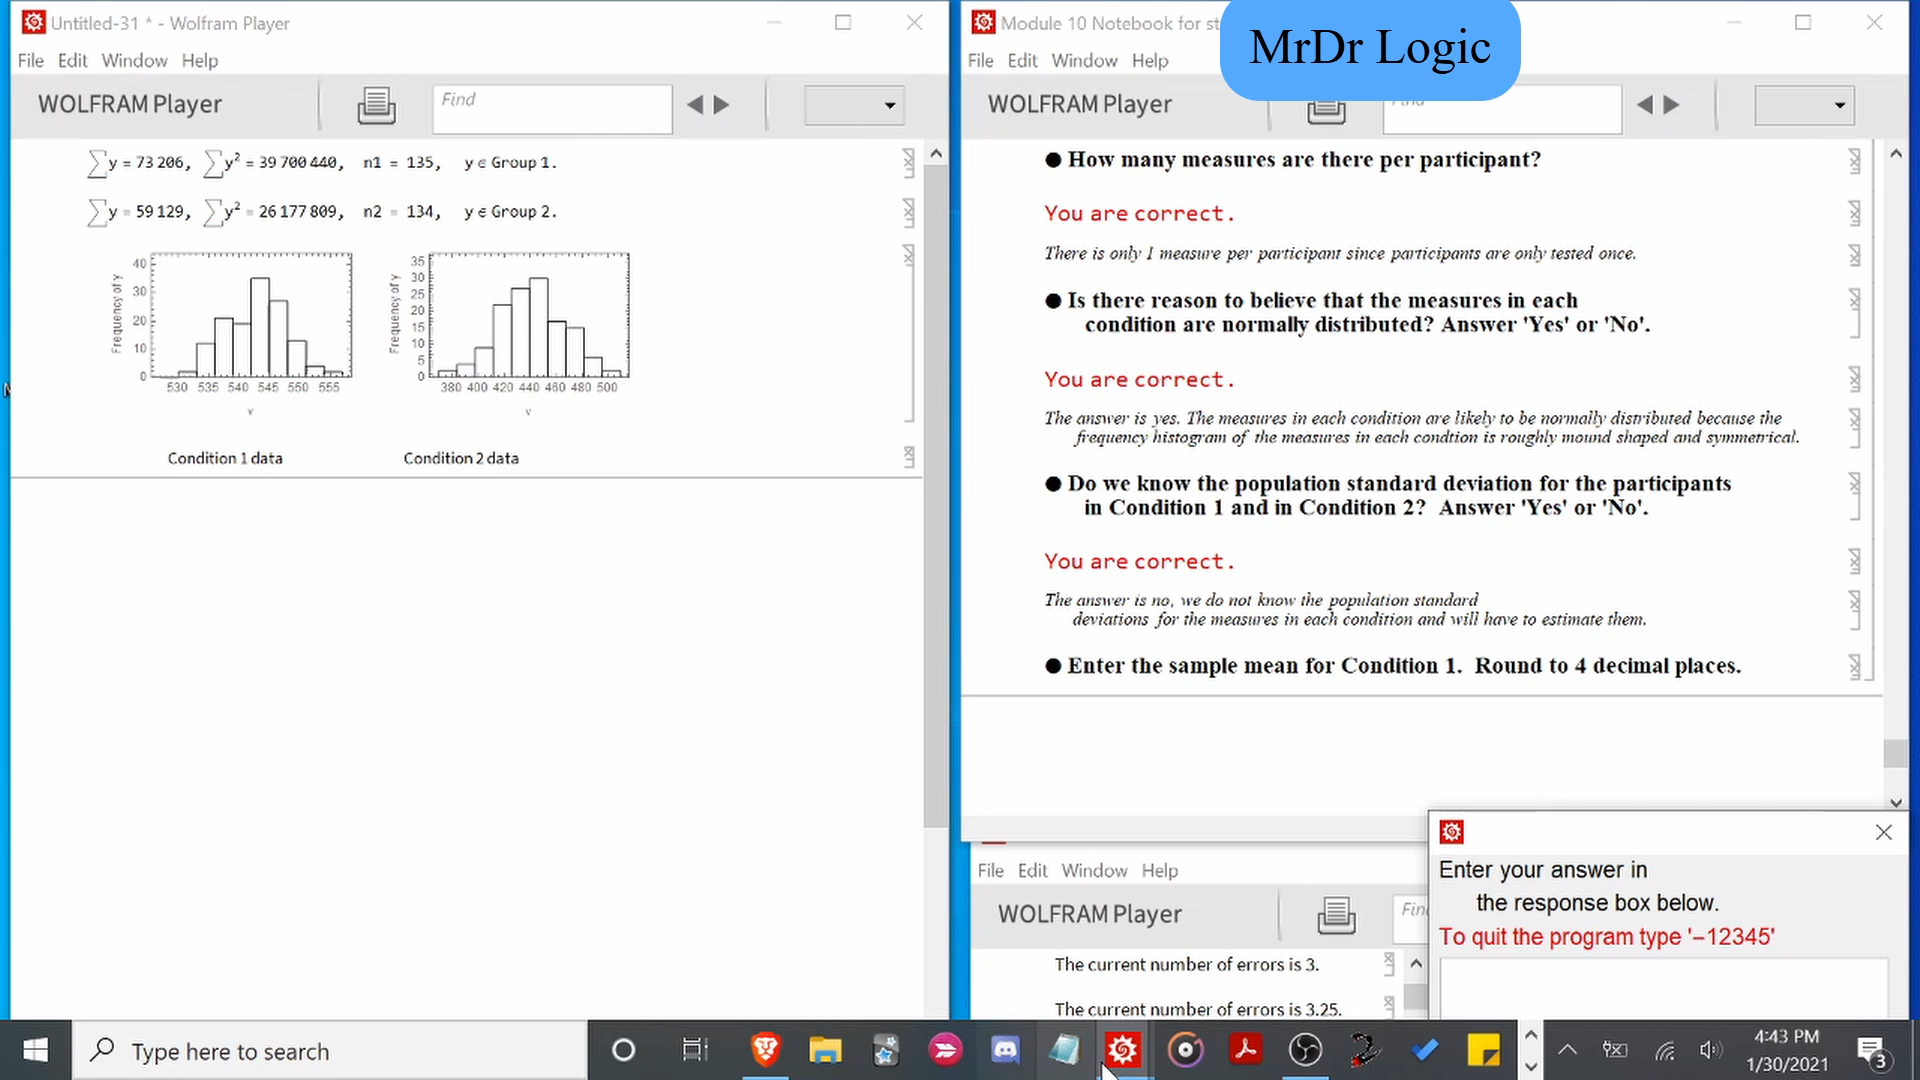 Untitled-31 * - Wolfram Player
File Edit Window Help
WOLFRAM Player
Find
∑y = 73 206, ∑y² = 39 700 440, n1 = 135, y ∈ Group 1.
∑y = 59 129, ∑y² = 26 177 809, n2 = 134, y ∈ Group 2.
Frequency of y
40
30
20
10
0
530 535 540 545 550 555
y
Frequency of y
35
30
25
20
15
10
5
0
380 400 420 440 460 480 500
y
Condition 1 data
Condition 2 data
Module 10 Notebook for st
MrDr Logic
File Edit Window Help
WOLFRAM Player
Find
● How many measures are there per participant?
You are correct.
There is only 1 measure per participant since participants are only tested once.
● Is there reason to believe that the measures in each
condition are normally distributed? Answer 'Yes' or 'No'.
You are correct.
The answer is yes. The measures in each condition are likely to be normally distributed because the
frequency histogram of the measures in each condtion is roughly mound shaped and symmetrical.
● Do we know the population standard deviation for the participants
in Condition 1 and in Condition 2? Answer 'Yes' or 'No'.
You are correct.
The answer is no, we do not know the population standard
deviations for the measures in each condition and will have to estimate them.
● Enter the sample mean for Condition 1. Round to 4 decimal places.
File Edit Window Help
WOLFRAM Player
Fin
The current number of errors is 3.
The current number of errors is 3.25.
Enter your answer in
the response box below.
To quit the program type '-12345'
Type here to search
4:43 PM
1/30/2021
3